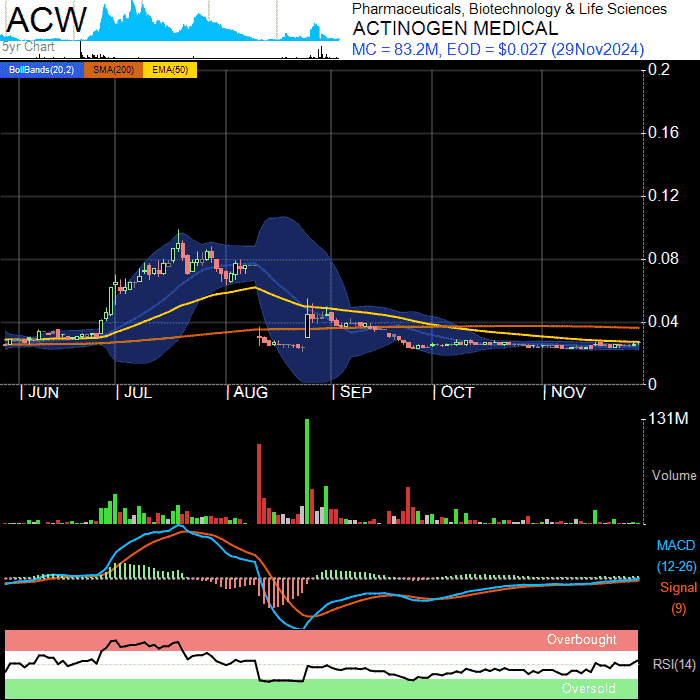 ACW
5yr Chart
Pharmaceuticals, Biotechnology & Life Sciences
ACTINOGEN MEDICAL
MC = 83.2M, EOD = $0.027 (29Nov2024)
BollBands(20,2) SMA(200) EMA(50)
0.2
0.16
0.12
0.08
0.04
0
JUN JUL AUG SEP OCT NOV
131M
Volume
MACD
(12-26)
Signal
(9)
Overbought
RSI(14)
Oversold